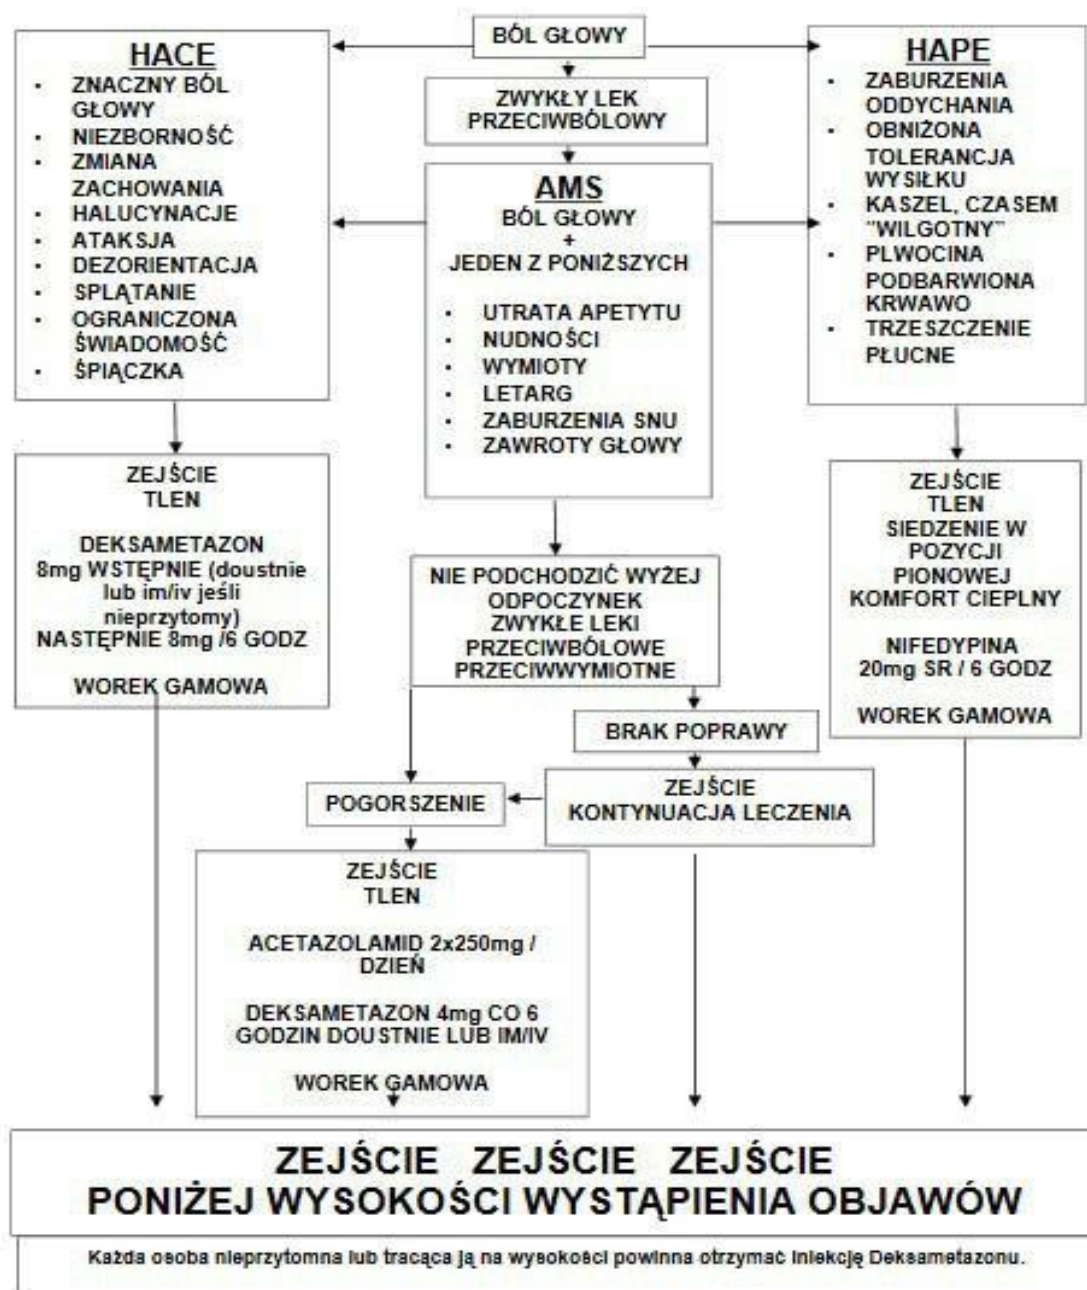 BÓL GŁOWY
HACE
ZNACZNY BÓL
GŁOWY
NIEZBORNOŚĆ
ZMIANA
ZACHOWANIA
HALUCYNACJE
ATAKSJA
DEZORIENTACJA
SPLĄTANIE
OGRANICZONA
ŚWIADOMOŚĆ
ŚPIĄCZKA
ZWYKŁY LEK
PRZECIWBÓLOWY
AMS
BÓL GŁOWY
+
JEDEN Z PONIŻSZYCH
UTRATA APETYTU
NUDNOŚCI
WYMIOTY
LETARG
ZABURZENIA SNU
ZAWROTY GŁOWY
HAPE
ZABURZENIA
ODDYCHANIA
OBNIŻONA
TOLERANCJA
WYSIŁKU
KASZEL, CZASEM
"WILGOTNY"
PLWOCINA
PODBARWIONA
KRWAWO
TRZESZCZENIE
PŁUCNE
ZEJŚCIE
TLEN
DEKSAMETAZON
8mg WSTĘPNIE (doustnie
lub im/iv jeśli
nieprzytomy)
NASTĘPNIE 8mg /6 GODZ
WOREK GAMOWA
NIE PODCHODZIĆ WYŻEJ
ODPOCZYNEK
ZWYKŁE LEKI
PRZECIWBÓLOWE
PRZECIWWYMIOTNE
ZEJŚCIE
TLEN
SIEDZENIE W
POZYCJI
PIONOWEJ
KOMFORT CIEPLNY
NIFEDYPINA
20mg SR / 6 GODZ
WOREK GAMOWA
BRAK POPRAWY
POGORSZENIE
ZEJŚCIE
KONTYNUACJA LECZENIA
ZEJŚCIE
TLEN
ACETAZOLAMID 2x250mg /
DZIEŃ
DEKSAMETAZON 4mg CO 6
GODZIN DOUSTNIE LUB IM/IV
WOREK GAMOWA
ZEJŚCIE ZEJŚCIE ZEJŚCIE
PONIŻEJ WYSOKOŚCI WYSTĄPIENIA OBJAWÓW
Każda osoba nieprzytomna lub tracąca ją na wysokości powinna otrzymać iniekcję Deksametazonu.